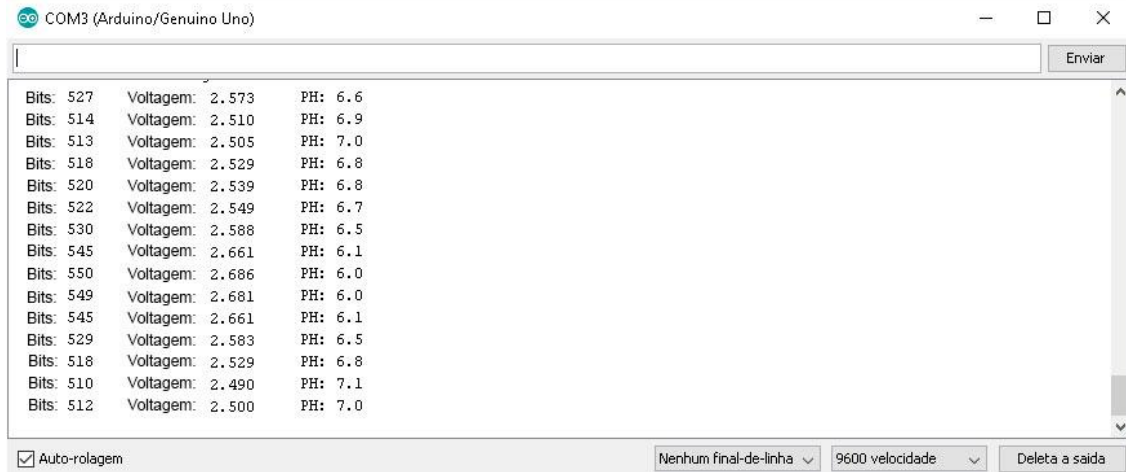 COM3 (Arduino/Genuino Uno)
Enviar
Bits: 527 Voltagem: 2.573 PH: 6.6
Bits: 514 Voltagem: 2.510 PH: 6.9
Bits: 513 Voltagem: 2.505 PH: 7.0
Bits: 518 Voltagem: 2.529 PH: 6.8
Bits: 520 Voltagem: 2.539 PH: 6.8
Bits: 522 Voltagem: 2.549 PH: 6.7
Bits: 530 Voltagem: 2.588 PH: 6.5
Bits: 545 Voltagem: 2.661 PH: 6.1
Bits: 550 Voltagem: 2.686 PH: 6.0
Bits: 549 Voltagem: 2.681 PH: 6.0
Bits: 545 Voltagem: 2.661 PH: 6.1
Bits: 529 Voltagem: 2.583 PH: 6.5
Bits: 518 Voltagem: 2.529 PH: 6.8
Bits: 510 Voltagem: 2.490 PH: 7.1
Bits: 512 Voltagem: 2.500 PH: 7.0
Auto-rolagem Nenhum final-de-linha 9600 velocidade Deleta a saida